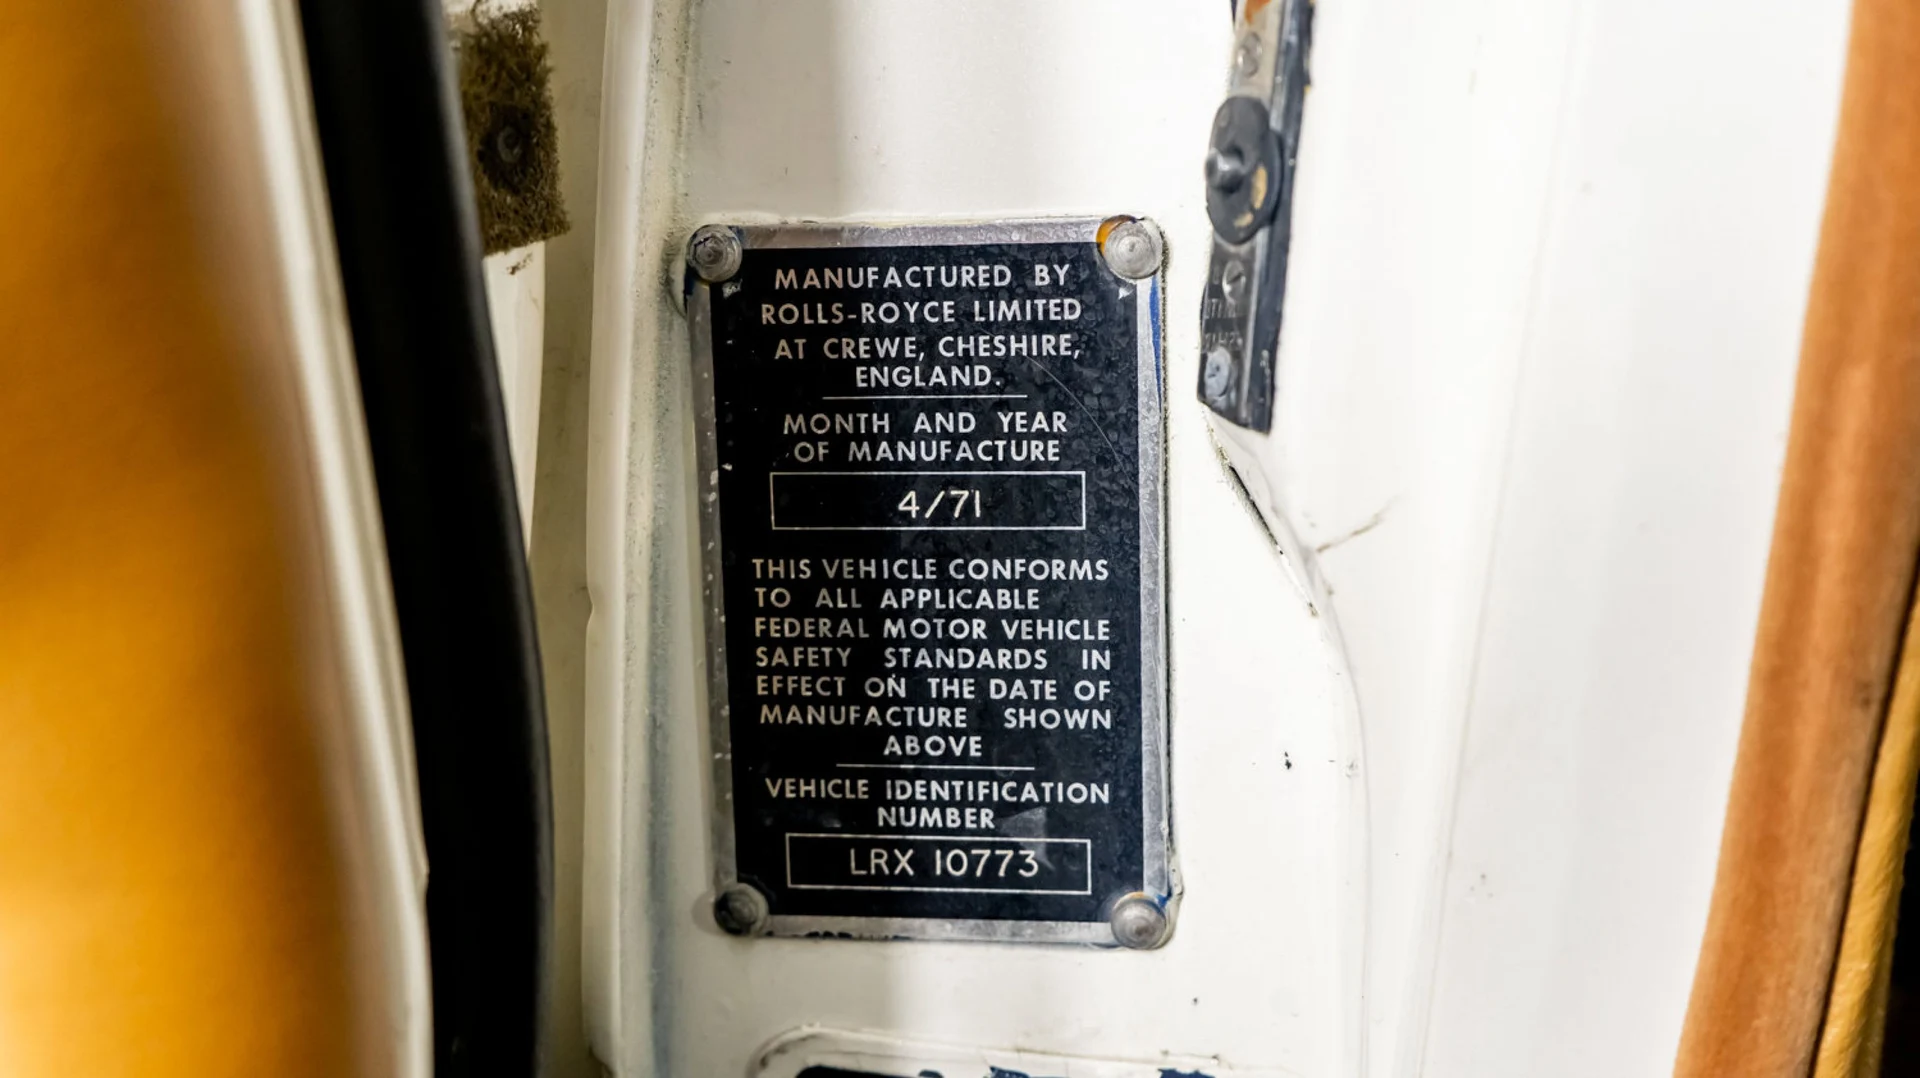 MANUFACTURED BY
ROLLS-ROYCE LIMITED
AT CREWE, CHESHIRE,
ENGLAND.
MONTH AND YEAR
OF MANUFACTURE
4/71
THIS VEHICLE CONFORMS
TO ALL APPLICABLE
FEDERAL MOTOR VEHICLE
SAFETY STANDARDS IN
EFFECT ON THE DATE OF
MANUFACTURE SHOWN
ABOVE
VEHICLE IDENTIFICATION
NUMBER
LRX 10773